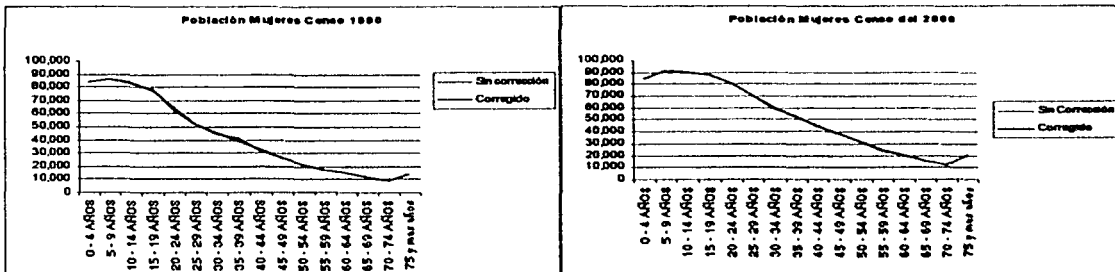 Población Mujeres Censo 1990
100,000
90,000
80,000
70,000
60,000
50,000
40,000
30,000
20,000
10,000
0
0 - 4 AÑOS
5 - 9 AÑOS
10 - 14 AÑOS
15 - 19 AÑOS
20 - 24 AÑOS
25 - 29 AÑOS
30 - 34 AÑOS
35 - 39 AÑOS
40 - 44 AÑOS
45 - 49 AÑOS
50 - 54 AÑOS
55 - 59 AÑOS
60 - 64 AÑOS
65 - 69 AÑOS
70 - 74 AÑOS
75 y mas años
Sin corrección
Corregido
Población Mujeres Censo del
100,000
90,000
80,000
70,000
60,000
50,000
40,000
30,000
20,000
10,000
0
0 - 4 AÑOS
5 - 9 AÑOS
10 - 14 AÑOS
15 - 19 AÑOS
20 - 24 AÑOS
25 - 29 AÑOS
30 - 34 AÑOS
35 - 39 AÑOS
40 - 44 AÑOS
45 - 49 AÑOS
50 - 54 AÑOS
55 - 59 AÑOS
60 - 64 AÑOS
65 - 69 AÑOS
70 - 74 AÑOS
75 y mas años
Sin Corrección
Corregido